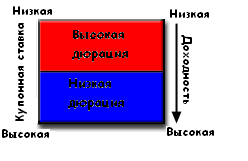 Низкая
Низкая
Купонная ставка
Высокая
дюрация
Низкая
дюрация
Доходность
Высокая
Высокая